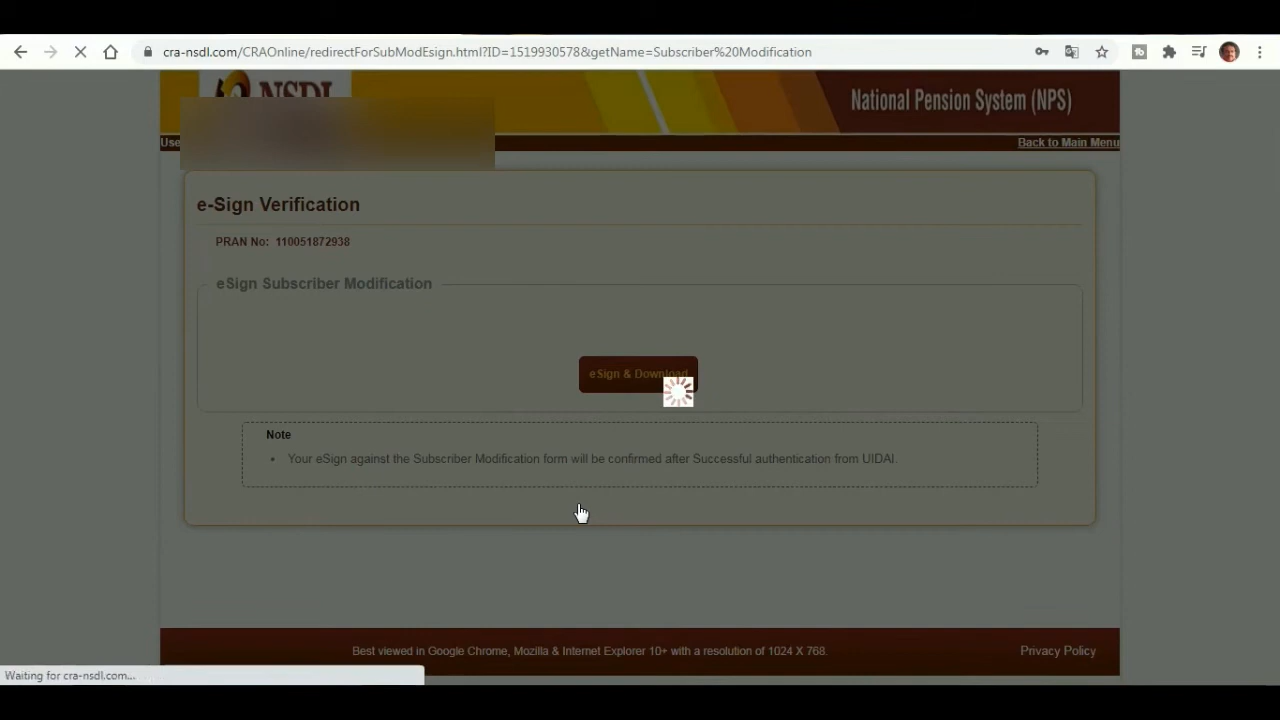 cra-nsdl.com/CRAOnline/redirectForSubModEsign.html?ID=1519930578&getName=Subscriber%20Modification
NSDL
National Pension System (NPS)
Back to Main Menu
e-Sign Verification
PRAN No: 110051872938
eSign Subscriber Modification
eSign & Download
Note
• Your eSign against the Subscriber Modification form will be confirmed after Successful authentication from UIDAI.
Best viewed in Google Chrome, Mozilla & Internet Explorer 10+ with a resolution of 1024 X 768.
Privacy Policy
Waiting for cra-nsdl.com...